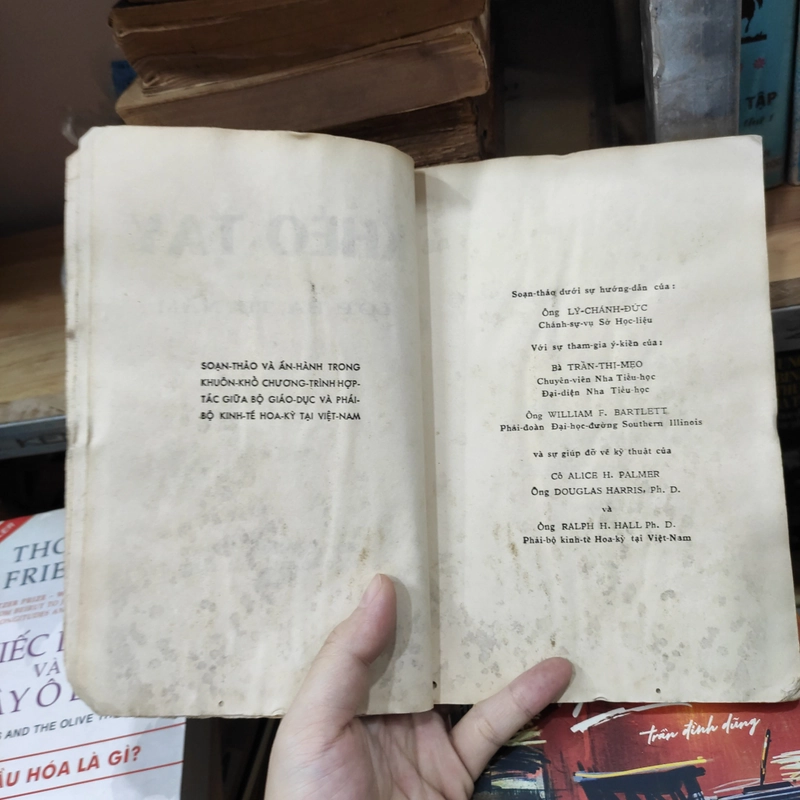 TẬP
KHÉO TAY
SOẠN-THẢO VÀ ẤN-HÀNH TRONG
KHUÔN-KHỔ CHƯƠNG-TRÌNH HỢP-
TÁC GIỮA BỘ GIÁO-DỤC VÀ PHÁI-
BỘ KINH-TẾ HOA-KỲ TẠI VIỆT-NAM
Soạn-thảo dưới sự hướng-dẫn của :
Ông LÝ-CHÁNH-ĐỨC
Chánh-sự-vụ Sở Học-liệu
Với sự tham-gia ý-kiến của :
Bà TRẦN-THỊ-MẸO
Chuyên-viên Nha Tiểu-học
Đại-diện Nha Tiểu-học
Ông WILLIAM F. BARTLETT
Phái-đoàn Đại-học-đường Southern Illinois
và sự giúp đỡ về kỹ thuật của
Cô ALICE H. PALMER
Ông DOUGLAS HARRIS, Ph. D.
và
Ông RALPH H. HALL Ph. D.
Phái-bộ kinh-tế Hoa-kỳ tại Việt-Nam
FRIE
VÀ
AND THE OLIVE
ẦU HÓA LÀ GÌ?
trần đình dũng